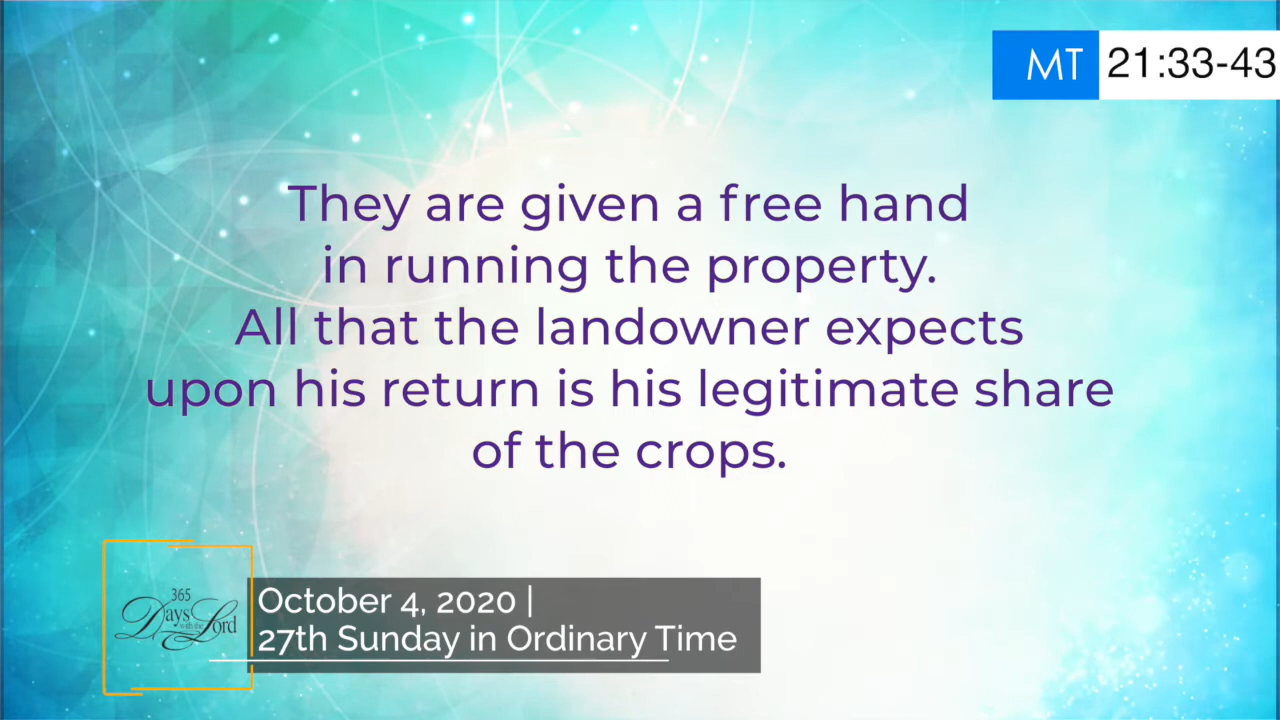 MT 21:33-43
They are given a free hand
in running the property.
All that the landowner expects
upon his return is his legitimate share
of the crops.
365
Days with the Lord
October 4, 2020 |
27th Sunday in Ordinary Time